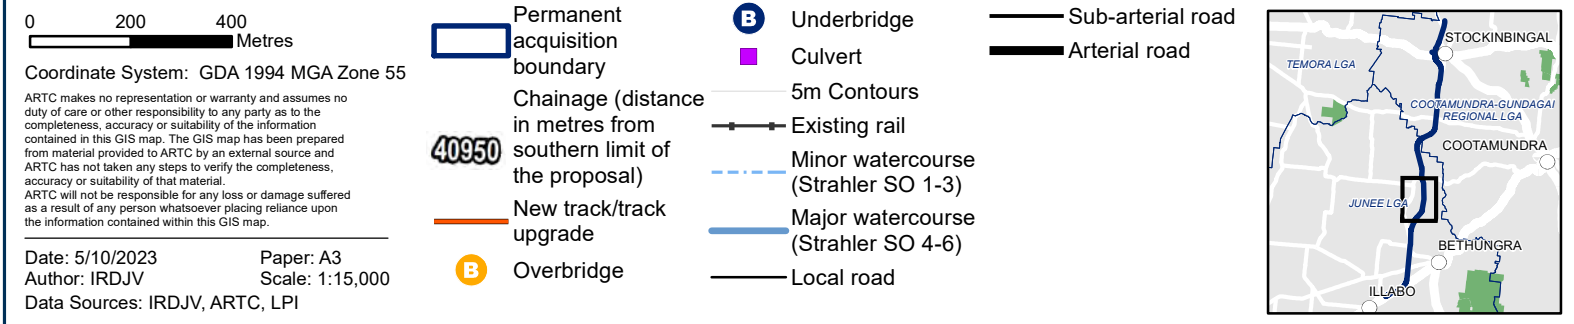 0 200 400
Metres
Coordinate System: GDA 1994 MGA Zone 55
ARTC makes no representation or warranty and assumes no
duty of care or other responsibility to any party as to the
completeness, accuracy or suitability of the information
contained in this GIS map. The GIS map has been prepared
from material provided to ARTC by an external source and
ARTC has not taken any steps to verify the completeness,
accuracy or suitability of that material.
ARTC will not be responsible for any loss or damage suffered
as a result of any person whatsoever placing reliance upon
the information contained within this GIS map.
Date: 5/10/2023 Paper: A3
Author: IRDJV Scale: 1:15,000
Data Sources: IRDJV, ARTC, LPI
Permanent
acquisition
boundary
40950
Chainage (distance
in metres from
southern limit of
the proposal)
New track/track
upgrade
B Overbridge
B Underbridge
Culvert
5m Contours
Existing rail
Minor watercourse
(Strahler SO 1-3)
Major watercourse
(Strahler SO 4-6)
Local road
Sub-arterial road
Arterial road
STOCKINBINGAL
TEMORA LGA
COOTAMUNDRA-GUNDAGAI
REGIONAL LGA
COOTAMUNDRA
JUNEE LGA
BETHUNGRA
ILLABO